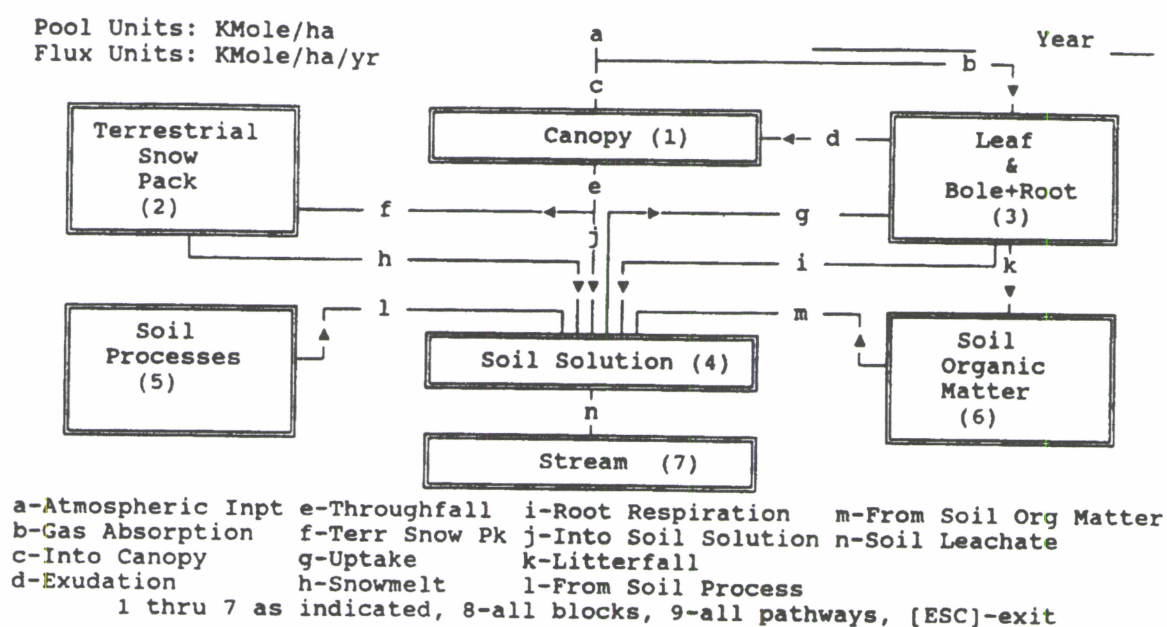 Pool Units: KMole/ha
Flux Units: KMole/ha/yr
Year
a
b
c
Terrestrial
Snow
Pack
(2)
Canopy (1)
d
Leaf
&
Bole+Root
(3)
e
f
g
j
h
i
k
l
m
Soil
Processes
(5)
Soil Solution (4)
Soil
Organic
Matter
(6)
n
Stream (7)
a-Atmospheric Inpt e-Throughfall i-Root Respiration m-From Soil Org Matter
b-Gas Absorption f-Terr Snow Pk j-Into Soil Solution n-Soil Leachate
c-Into Canopy g-Uptake k-Litterfall
d-Exudation h-Snowmelt l-From Soil Process
1 thru 7 as indicated, 8-all blocks, 9-all pathways, [ESC]-exit